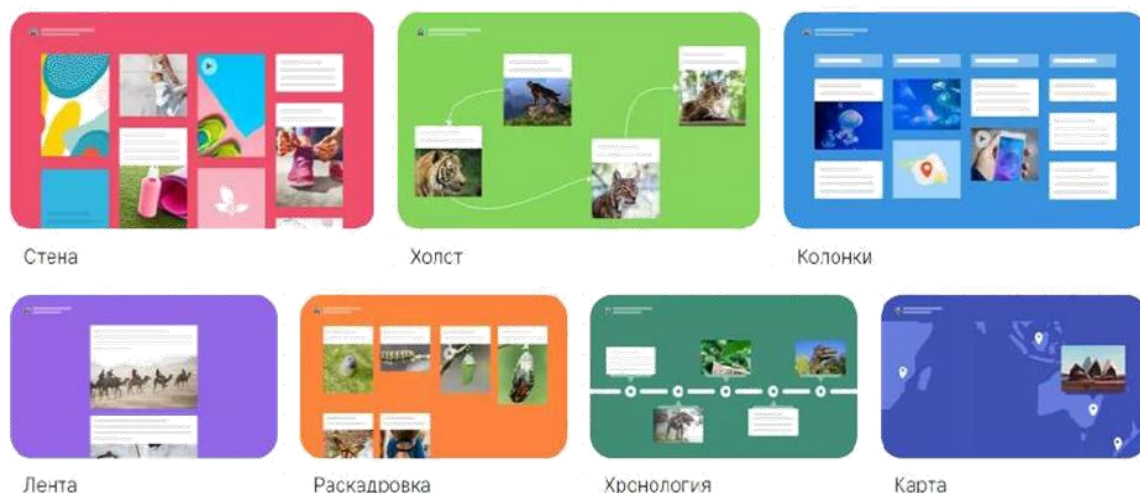 Стена
Холст
Колонки
Лента
Раскадровка
Хрснология
Карта